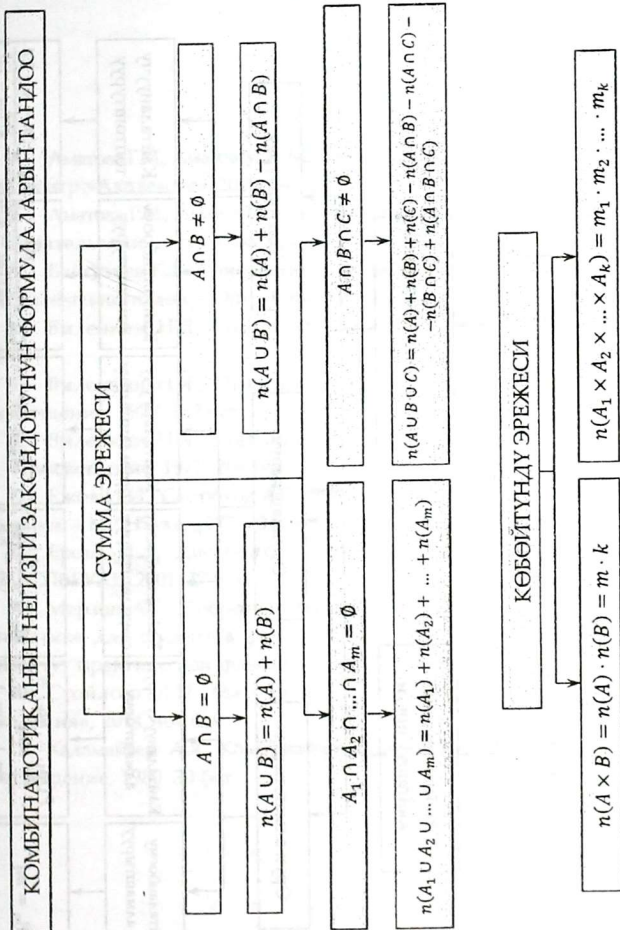 КОМБИНАТОРИКАНЫН НЕГИЗГИ ЗАКОНДОРУНУН ФОРМУЛАЛАРЫН ТАНДОО
СУММА ЭРЕЖЕСИ
A ∩ B = ∅
A ∩ B ≠ ∅
n(A ∪ B) = n(A) + n(B)
n(A ∪ B) = n(A) + n(B) − n(A ∩ B)
A₁ ∩ A₂ ∩ ... ∩ Aₘ = ∅
A ∩ B ∩ C ≠ ∅
n(A₁ ∪ A₂ ∪ ... ∪ Aₘ) = n(A₁) + n(A₂) + ... + n(Aₘ)
n(A ∪ B ∪ C) = n(A) + n(B) + n(C) − n(A ∩ B) − n(A ∩ C) −
−n(B ∩ C) + n(A ∩ B ∩ C)
КӨБӨЙТҮНДҮ ЭРЕЖЕСИ
n(A × B) = n(A) · n(B) = m · k
n(A₁ × A₂ × ... × Aₖ) = m₁ · m₂ · ... · mₖ